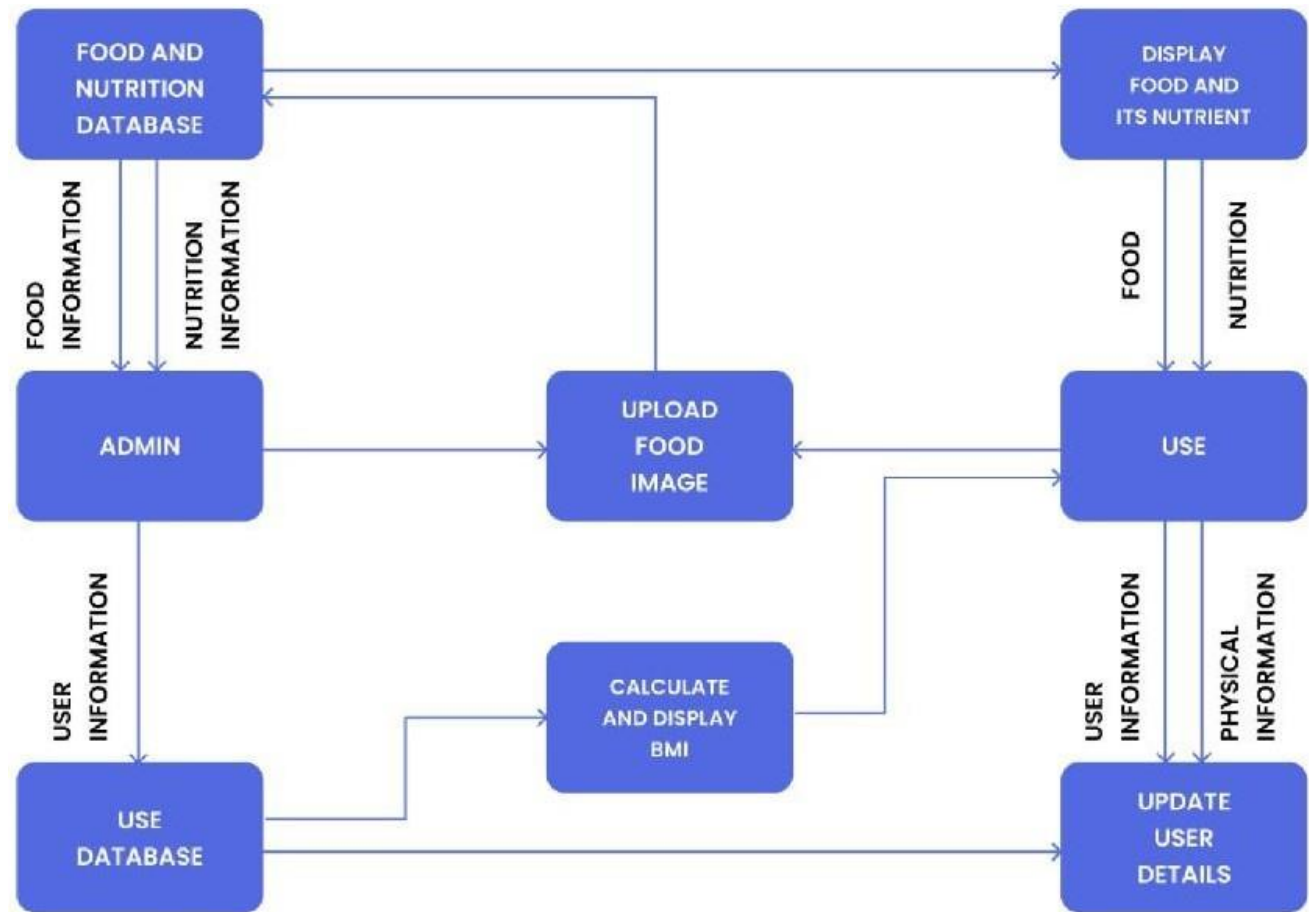 FOOD AND
NUTRITION
DATABASE
DISPLAY
FOOD AND
ITS NUTRIENT
FOOD
INFORMATION
NUTRITION
INFORMATION
FOOD
NUTRITION
ADMIN
UPLOAD
FOOD
IMAGE
USE
USER
INFORMATION
CALCULATE
AND DISPLAY
BMI
USER
INFORMATION
PHYSICAL
INFORMATION
USE
DATABASE
UPDATE
USER
DETAILS